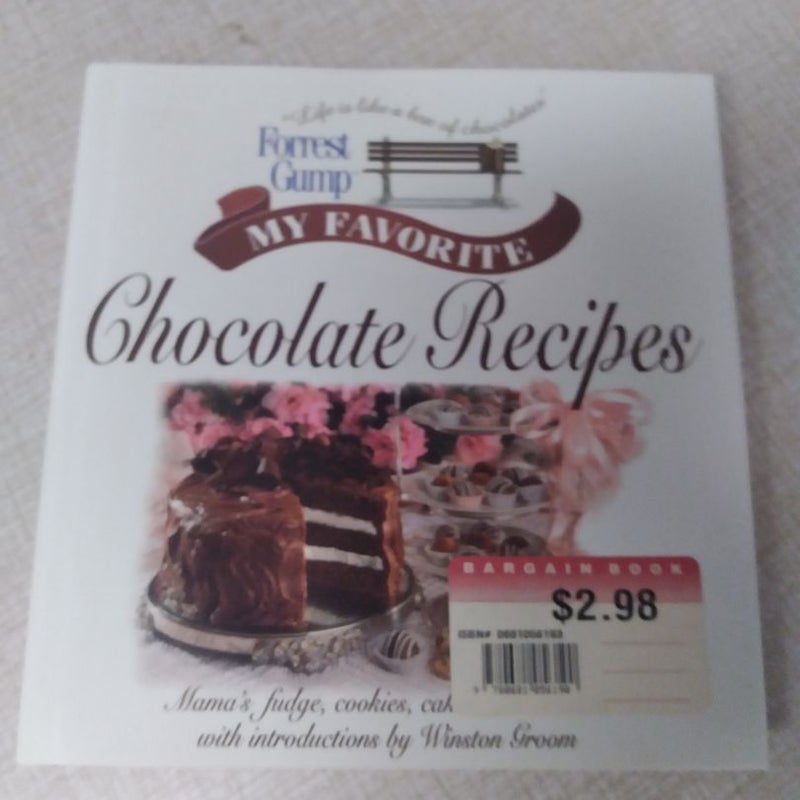 "Life is like a box of chocolates"
Forrest
Gump
MY FAVORITE
Chocolate Recipes
BARGAIN BOOK
$2.98
ISBN#
Mama's fudge, cookies,
with introductions by Winston Groom